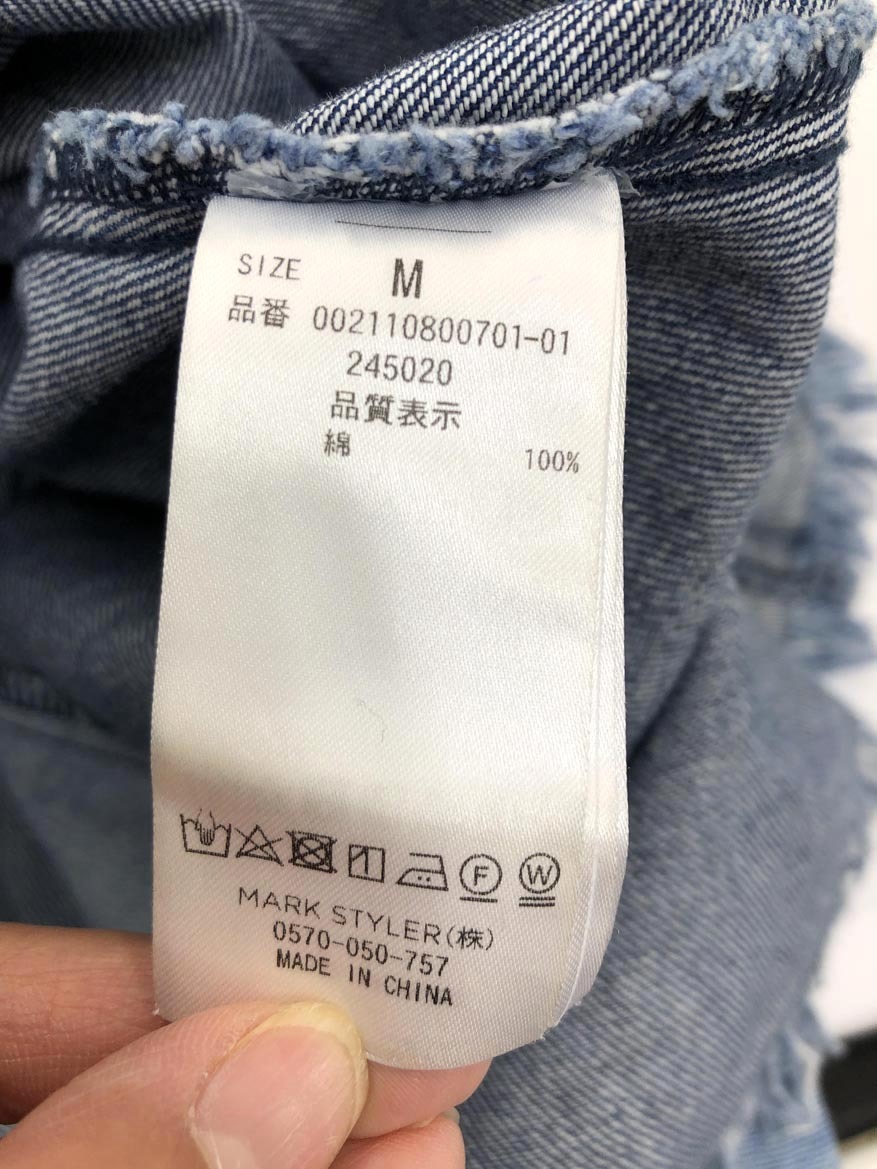 SIZE M
品番 002110800701-01
245020
品質表示
綿 100%
F W
MARK STYLER(株)
0570-050-757
MADE IN CHINA